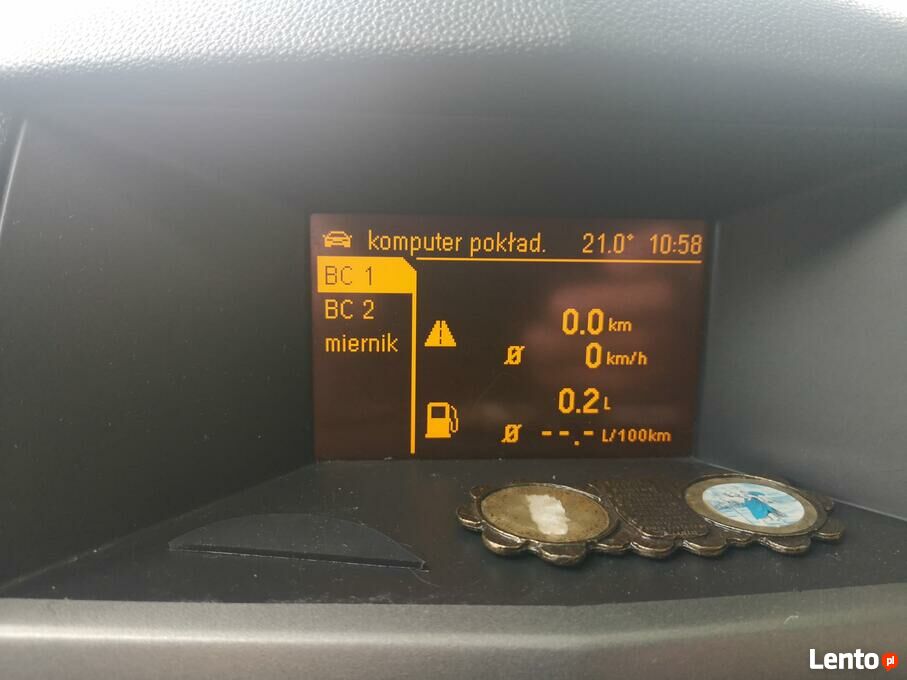 komputer pokład. 21.0° 10:58
BC 1
BC 2
miernik
0.0 km
Ø 0 km/h
0.2 L
Ø --.- L/100km
Lento.pl